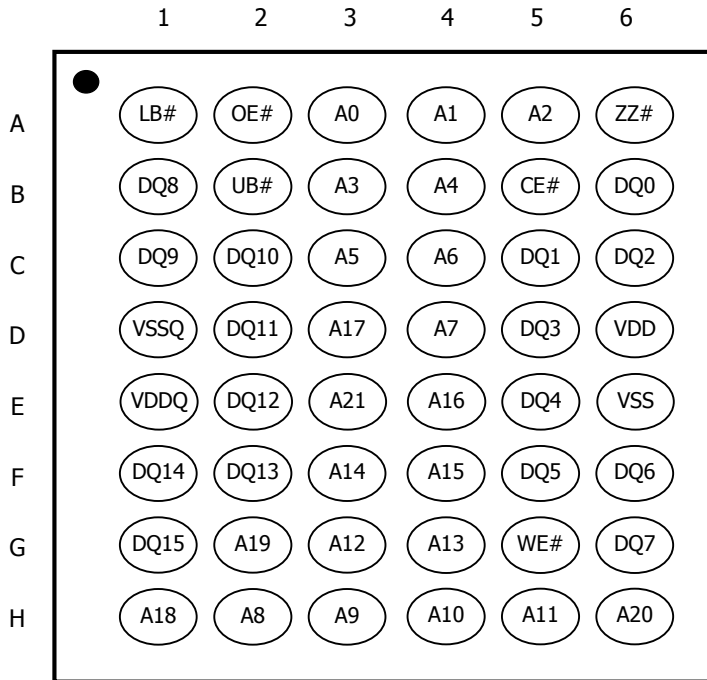 1 2 3 4 5 6
A LB# OE# A0 A1 A2 ZZ#
B DQ8 UB# A3 A4 CE# DQ0
C DQ9 DQ10 A5 A6 DQ1 DQ2
D VSSQ DQ11 A17 A7 DQ3 VDD
E VDDQ DQ12 A21 A16 DQ4 VSS
F DQ14 DQ13 A14 A15 DQ5 DQ6
G DQ15 A19 A12 A13 WE# DQ7
H A18 A8 A9 A10 A11 A20